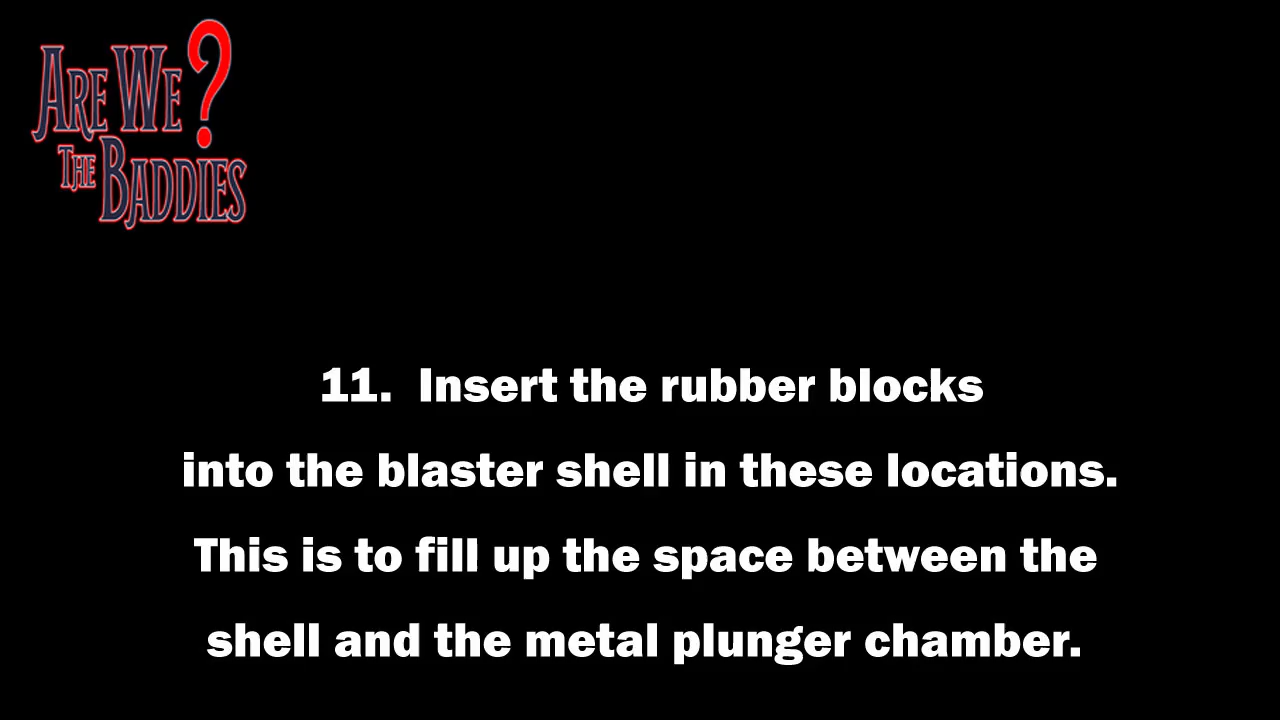 ARE WE?
THE BADDIES
11. Insert the rubber blocks
into the blaster shell in these locations.
This is to fill up the space between the
shell and the metal plunger chamber.